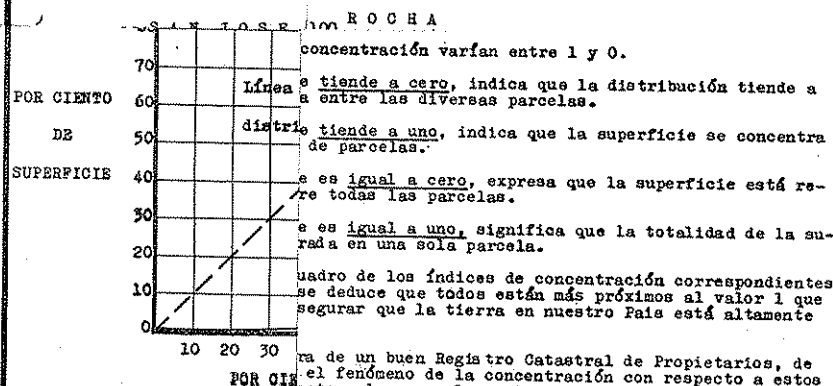 ROCHA
SAN JOSE 100
concentración varían entre 1 y 0.
70
Línea e tiende a cero, indica que la distribución tiende a
POR CIENTO 60 a entre las diversas parcelas.
distri e tiende a uno, indica que la superficie se concentra
DE 50 de parcelas.
SUPERFICIE 40 e es igual a cero, expresa que la superficie está re-
re todas las parcelas.
30 e es igual a uno, significa que la totalidad de la su-
rada en una sola parcela.
20
uadro de los índices de concentración correspondientes
10 se deduce que todos están más próximos al valor 1 que
segurar que la tierra en nuestro País está altamente
0
10 20 30
ra de un buen Registro Catastral de Propietarios, de
POR CIE el fenómeno de la concentración con respecto a estos